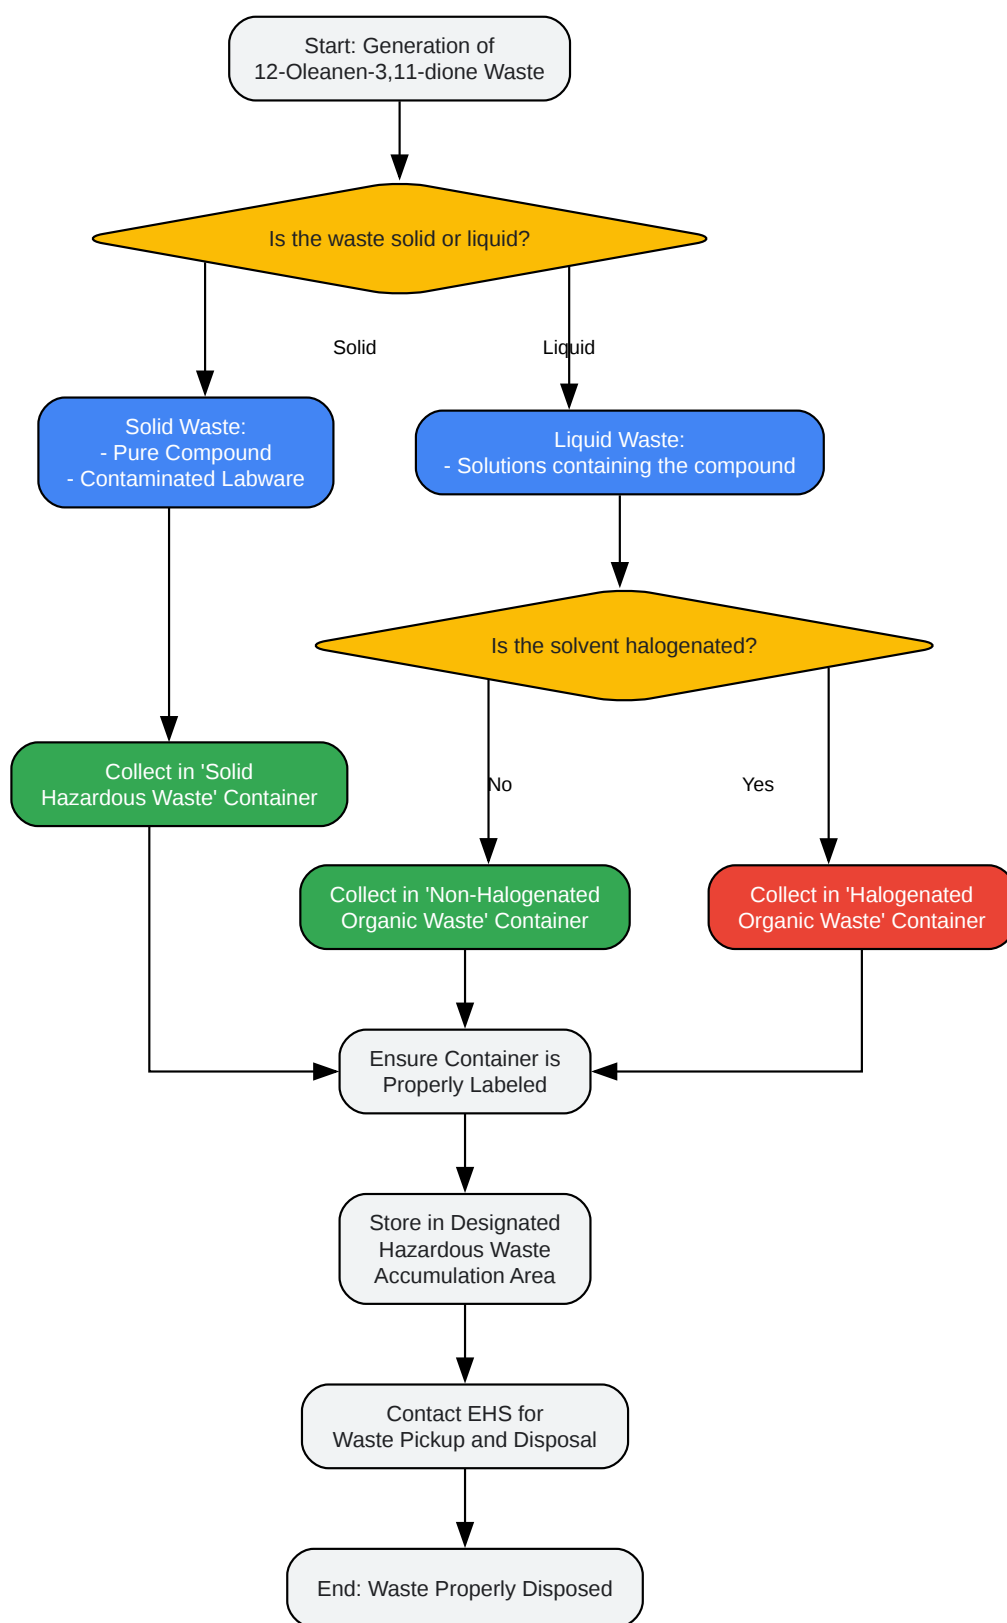 Start: Generation of
12-Oleanen-3,11-dione Waste
Is the waste solid or liquid?
Solid
Liquid
Solid Waste:
- Pure Compound
- Contaminated Labware
Liquid Waste:
- Solutions containing the compound
Is the solvent halogenated?
Collect in 'Solid
Hazardous Waste' Container
No
Yes
Collect in 'Non-Halogenated
Organic Waste' Container
Collect in 'Halogenated
Organic Waste' Container
Ensure Container is
Properly Labeled
Store in Designated
Hazardous Waste
Accumulation Area
Contact EHS for
Waste Pickup and Disposal
End: Waste Properly Disposed